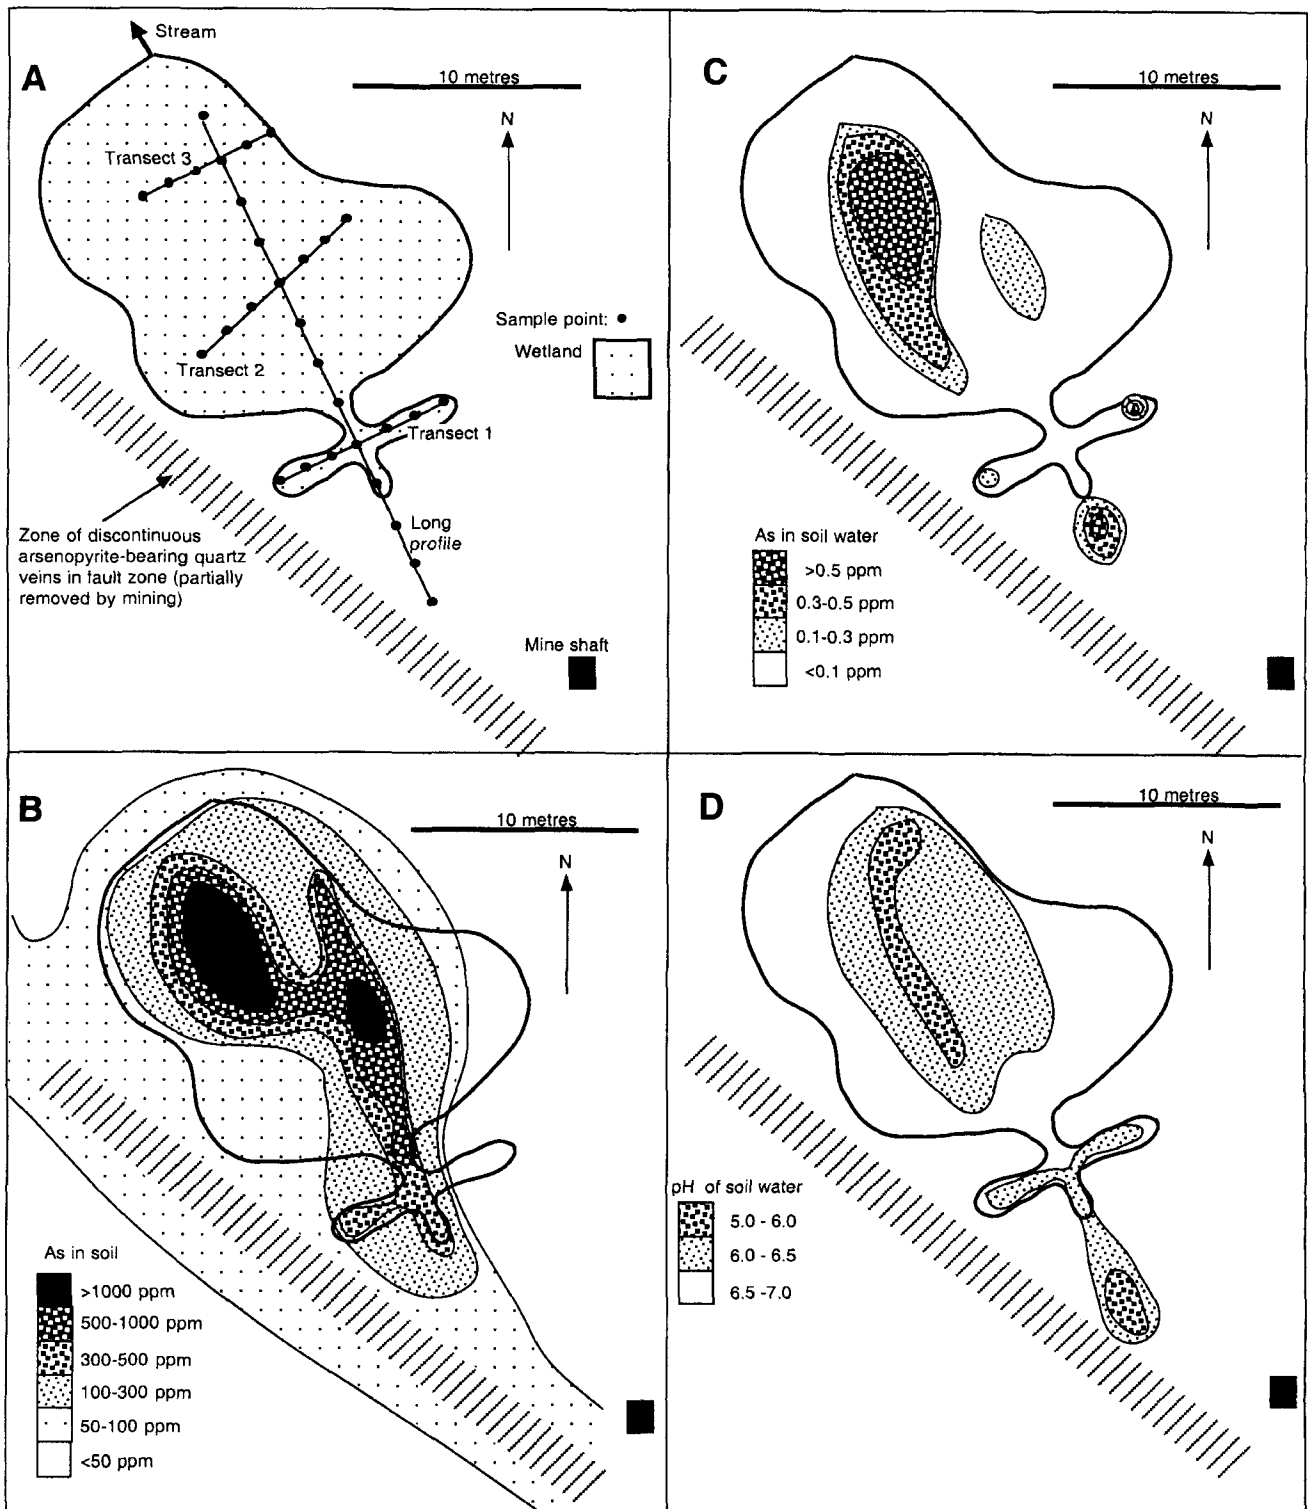 Stream
A
10 metres
N
Transect 3
Sample point:
Wetland
Transect 2
Transect 1
Long
profile
Zone of discontinuous
arsenopyrite-bearing quartz
veins in fault zone (partially
removed by mining)
Mine shaft
C
10 metres
N
As in soil water
>0.5 ppm
0.3-0.5 ppm
0.1-0.3 ppm
<0.1 ppm
B
10 metres
N
As in soil
>1000 ppm
500-1000 ppm
300-500 ppm
100-300 ppm
50-100 ppm
<50 ppm
D
10 metres
N
pH of soil water
5.0 - 6.0
6.0 - 6.5
6.5 -7.0